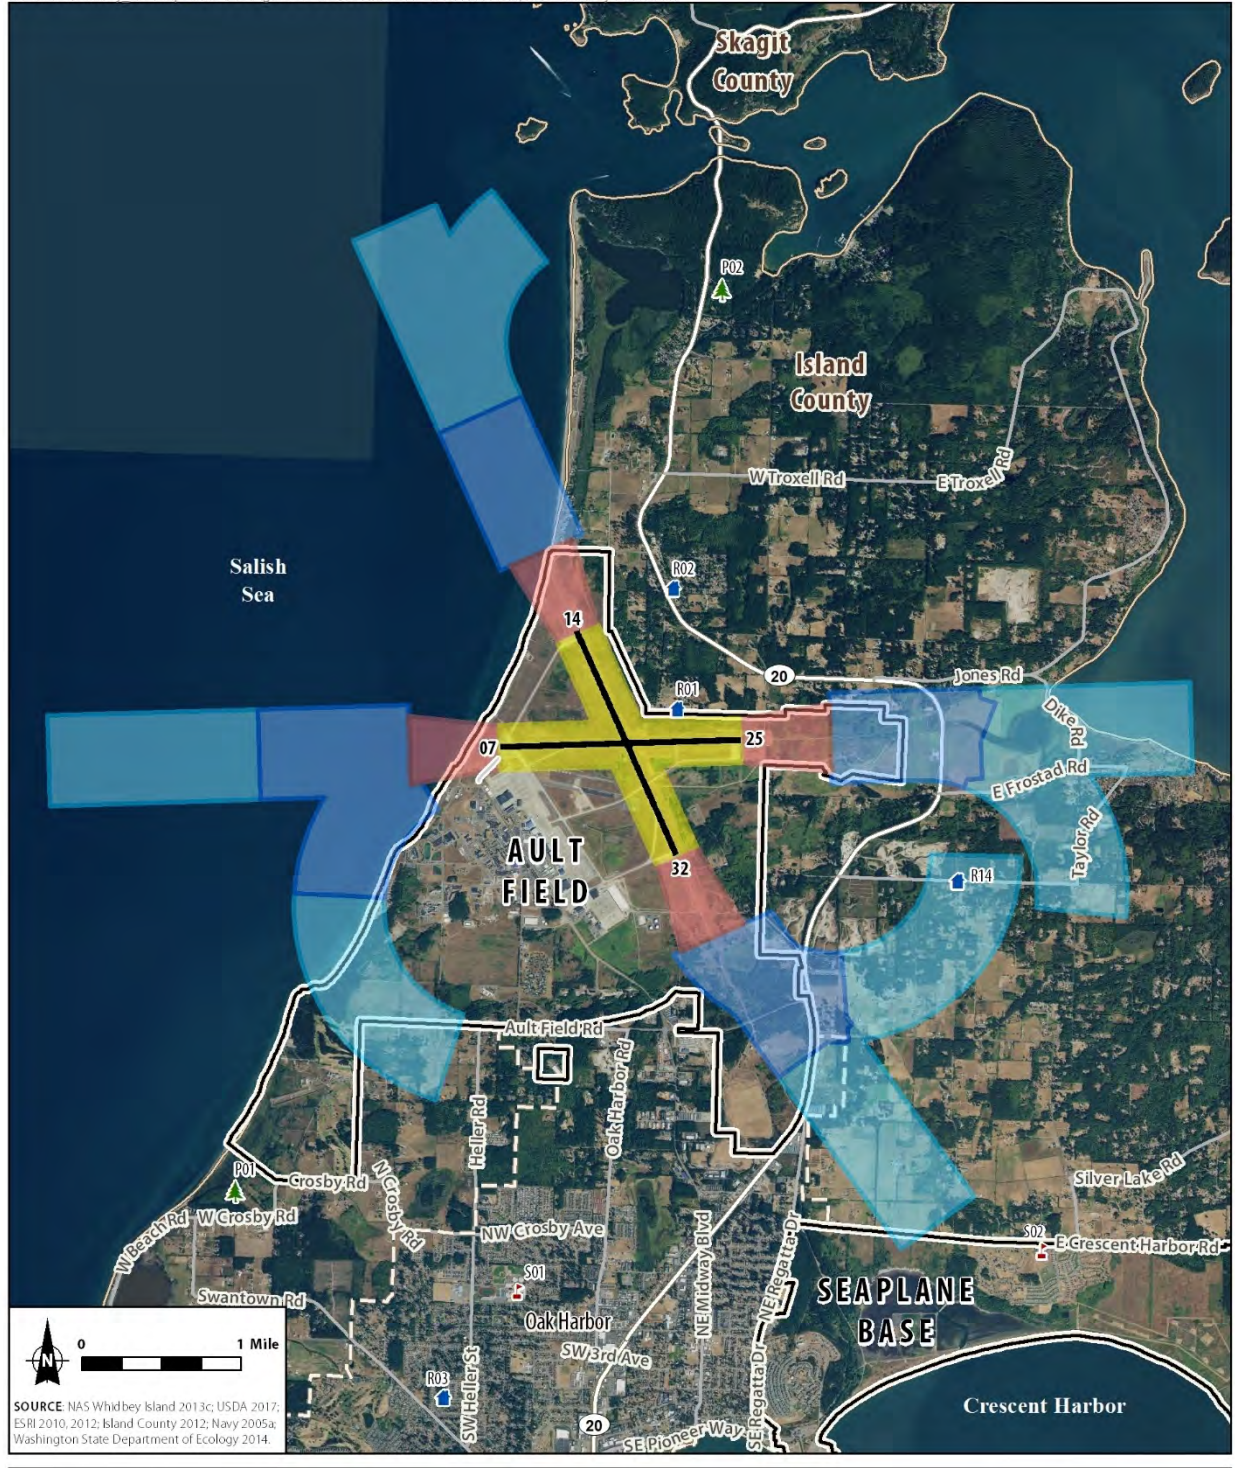 Skagit
County
P02
Island
County
W Troxell Rd
E Troxell Rd
Salish
Sea
R02
14
20
Jones Rd
R01
Dike Rd
07
25
E Frostad Rd
Taylor Rd
AULT
FIELD
32
R14
Ault Field Rd
Oak Harbor Rd
Heller Rd
P01
Crosby Rd
N Crosby Rd
W Crosby Rd
W Beach Rd
NW Crosby Ave
NW Midway Blvd
NE Regatta Dr
Silver Lake Rd
S02
E Crescent Harbor Rd
S01
Swantown Rd
Oak Harbor
SEAPLANE
BASE
SW 3rd Ave
SW Heller St
R03
SE Regatta Dr
Crescent Harbor
20
SE Pioneer Way
N
0 1 Mile
SOURCE: NAS Whidbey Island 2013c; USDA 2017;
ESRI 2010, 2012; Island County 2012; Navy 2005a;
Washington State Department of Ecology 2014.